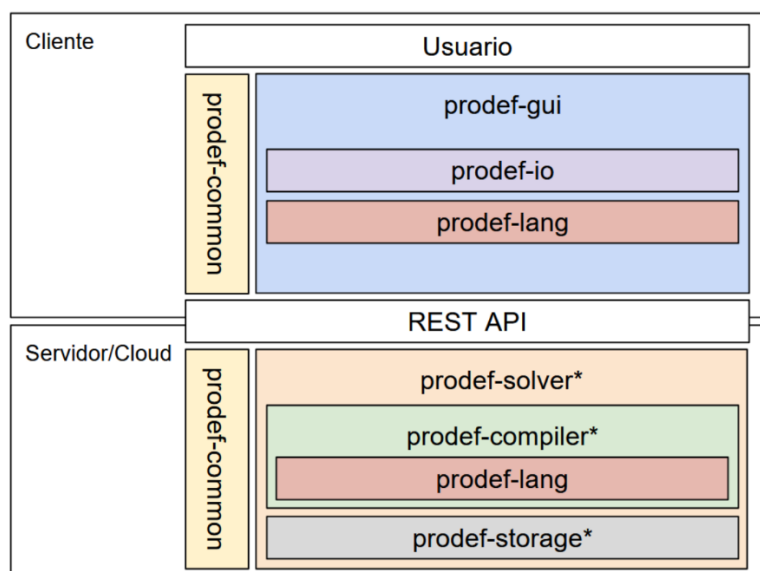 Cliente
Usuario
prodef-common
prodef-gui
prodef-io
prodef-lang
REST API
Servidor/Cloud
prodef-common
prodef-solver*
prodef-compiler*
prodef-lang
prodef-storage*